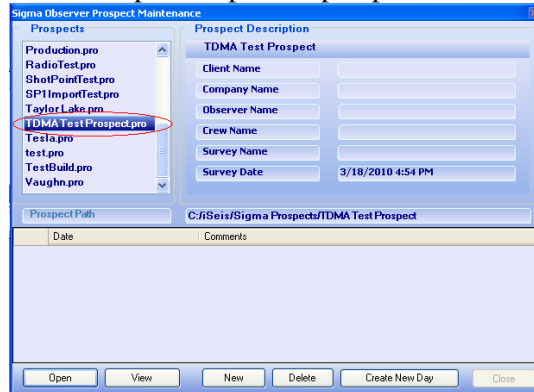 Sigma Observer Prospect Maintenance
Prospects
Production.pro
RadioTest.pro
ShotPointTest.pro
SP1ImportTest.pro
Taylor Lake.pro
TDMA Test Prospect.pro
Tesla.pro
test.pro
TestBuild.pro
Vaughn.pro
Prospect Description
TDMA Test Prospect
Client Name
Company Name
Observer Name
Crew Name
Survey Name
Survey Date 3/18/2010 4:54 PM
Prospect Path C:/iSeis/Sigma Prospects/TDMA Test Prospect
Date Comments
Open View New Delete Create New Day Close